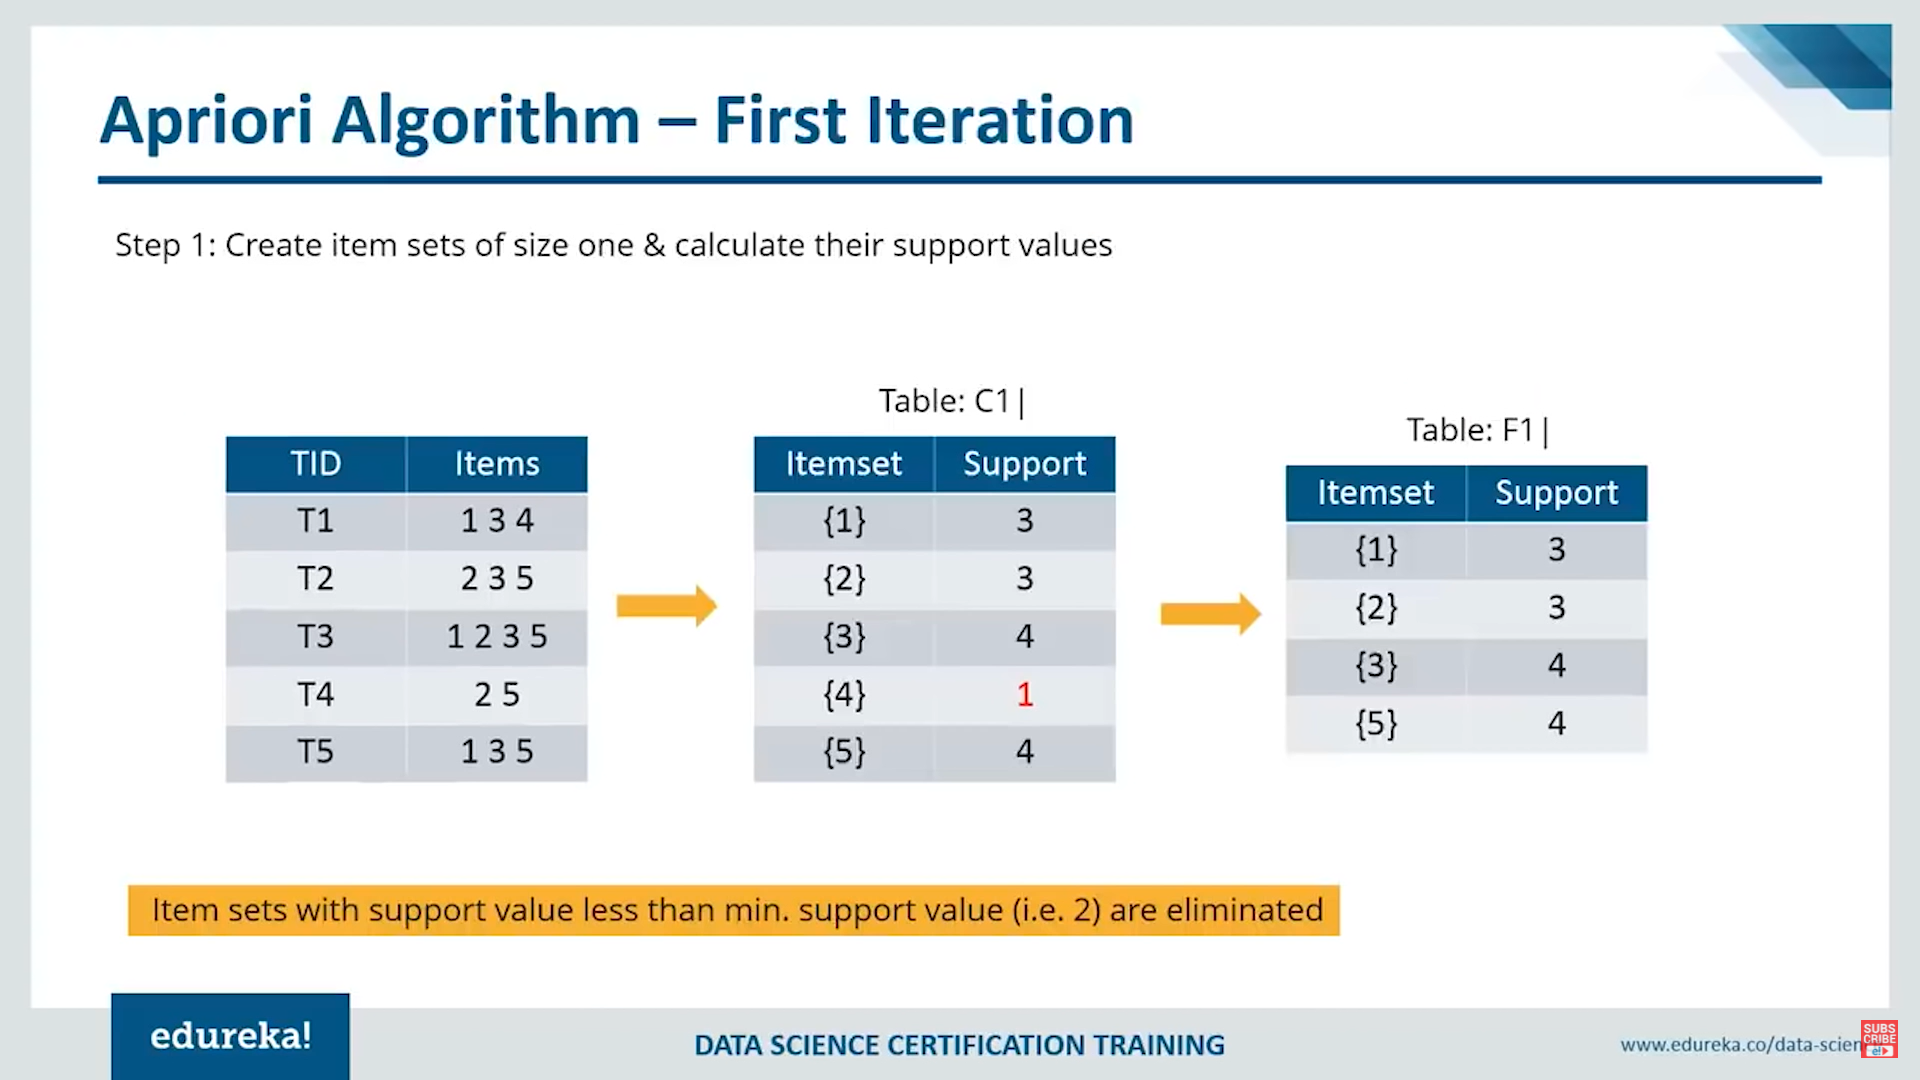 Apriori Algorithm – First Iteration
Step 1: Create item sets of size one & calculate their support values
Table: C1|
Table: F1|
TID Items
T1 1 3 4
T2 2 3 5
T3 1 2 3 5
T4 2 5
T5 1 3 5
Itemset Support
{1} 3
{2} 3
{3} 4
{4} 1
{5} 4
Itemset Support
{1} 3
{2} 3
{3} 4
{5} 4
Item sets with support value less than min. support value (i.e. 2) are eliminated
edureka!
DATA SCIENCE CERTIFICATION TRAINING
www.edureka.co/data-scien
SUBS
CRIBE
e!